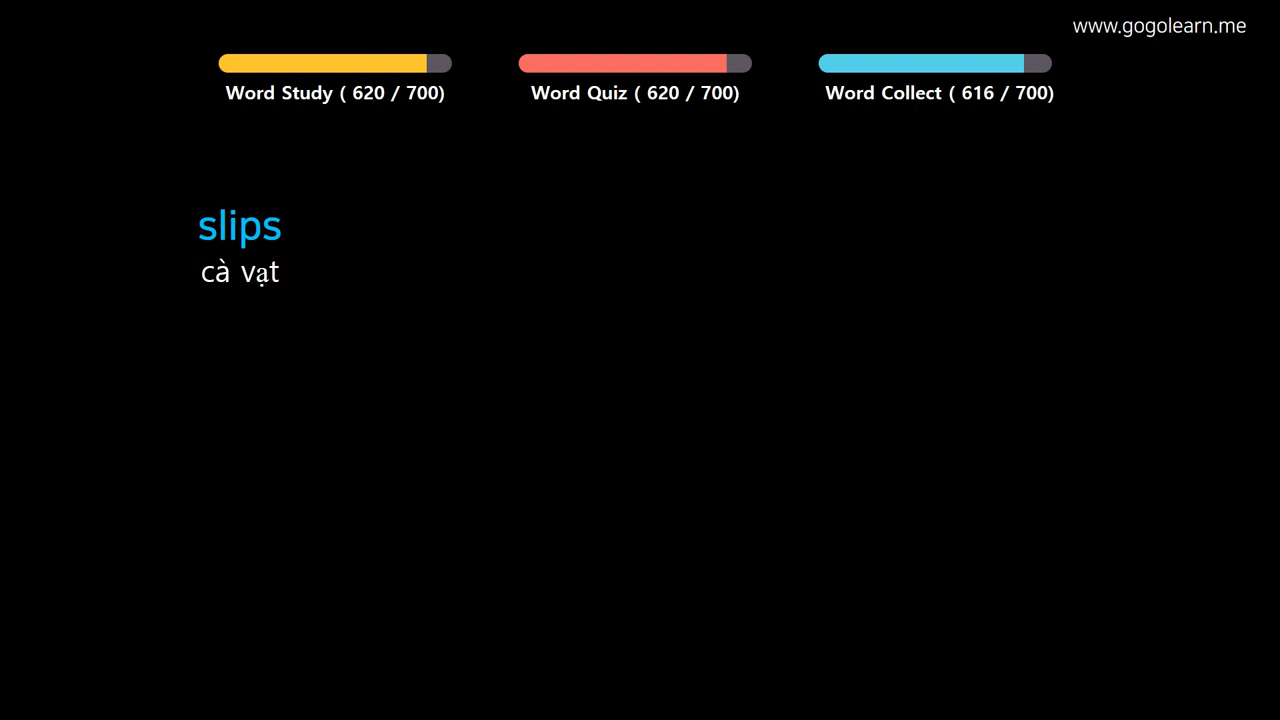 www.gogolearn.me
Word Study ( 620 / 700)
Word Quiz ( 620 / 700)
Word Collect ( 616 / 700)
slips
cà vạt